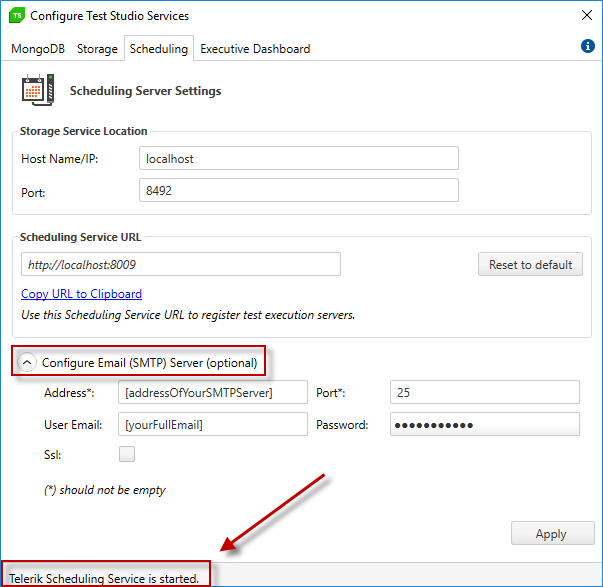 TS Configure Test Studio Services
MongoDB Storage Scheduling Executive Dashboard i
Scheduling Server Settings
Storage Service Location
Host Name/IP: localhost
Port: 8492
Scheduling Service URL
http://localhost:8009 Reset to default
Copy URL to Clipboard
Use this Scheduling Service URL to register test execution servers.
Configure Email (SMTP) Server (optional)
Address*: [addressOfYourSMTPServer] Port*: 25
User Email: [yourFullEmail] Password: ●●●●●●●●●●●
Ssl:
(*) should not be empty
Apply
Telerik Scheduling Service is started.